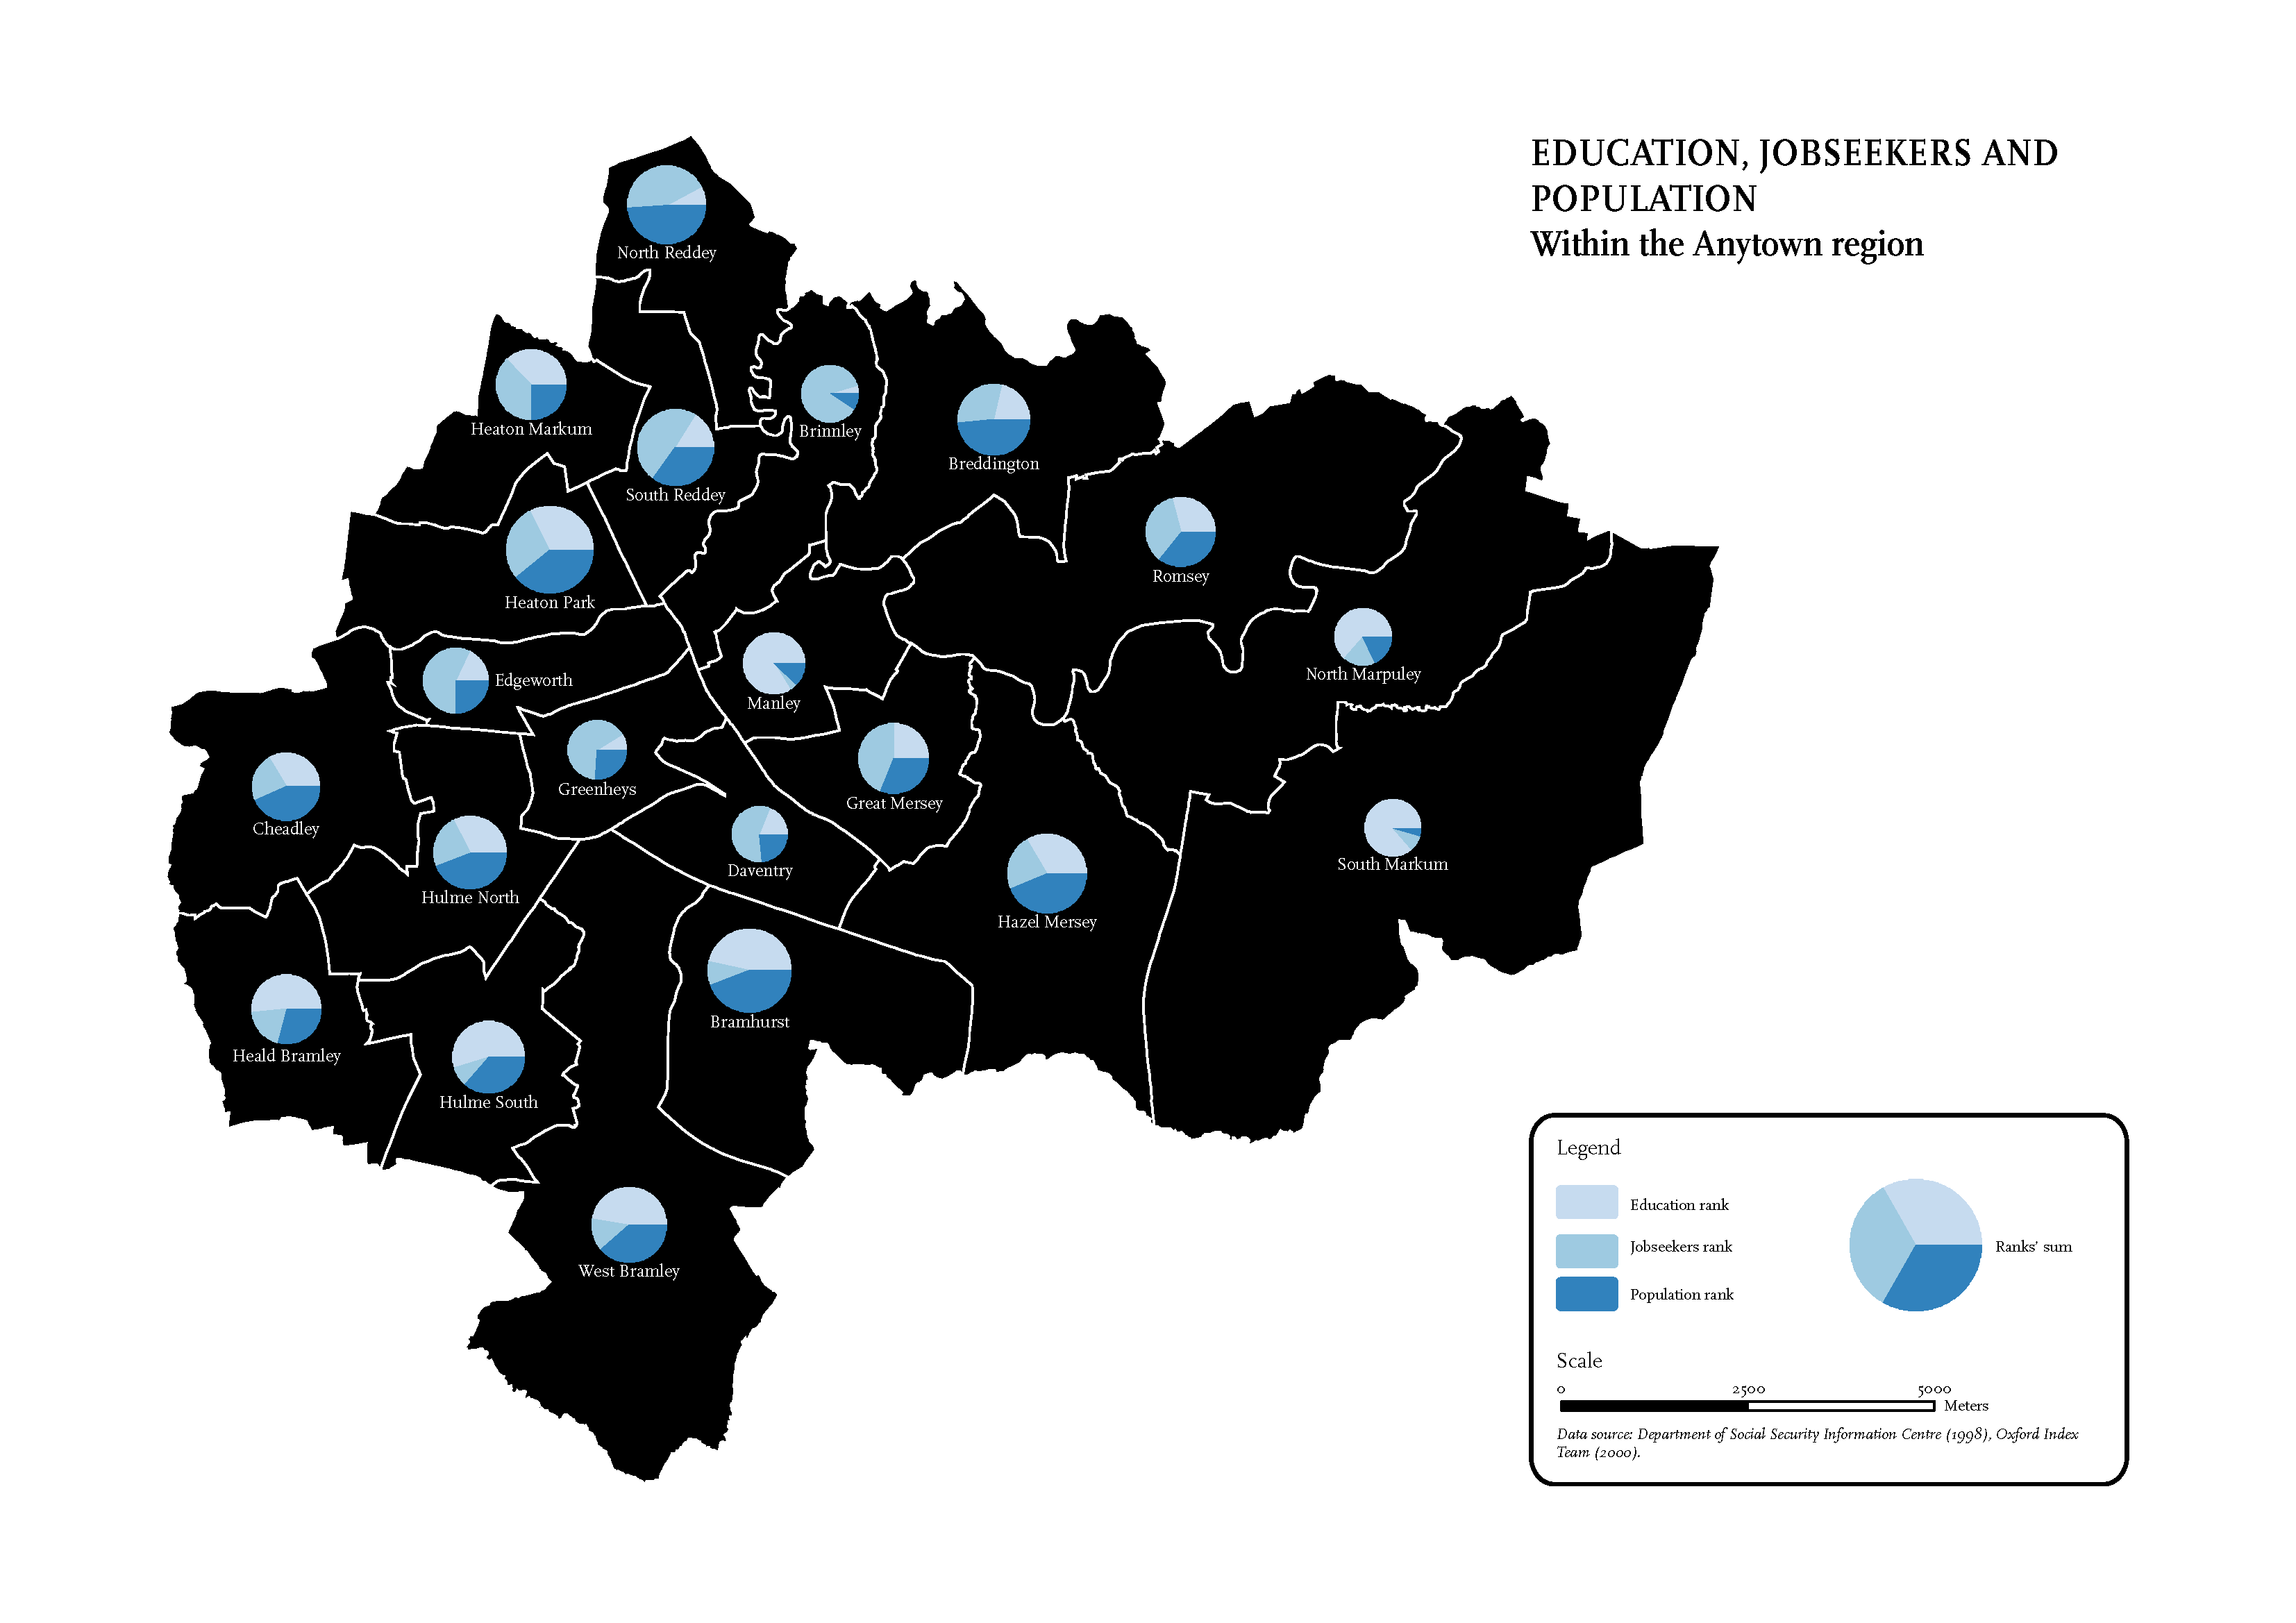 EDUCATION, JOBSEEKERS AND
POPULATION
Within the Anytown region
North Reddey
Heaton Markum
Brinnley
Breddington
South Reddey
Romsey
Heaton Park
North Marpuley
Edgeworth
Manley
Greenheys
Great Mersey
Cheadley
Daventry
South Markum
Hulme North
Hazel Mersey
Bramhurst
Heald Bramley
Hulme South
West Bramley
Legend
Education rank
Jobseekers rank
Ranks' sum
Population rank
Scale
0 2500 5000
Meters
Data source: Department of Social Security Information Centre (1998), Oxford Index
Team (2000).